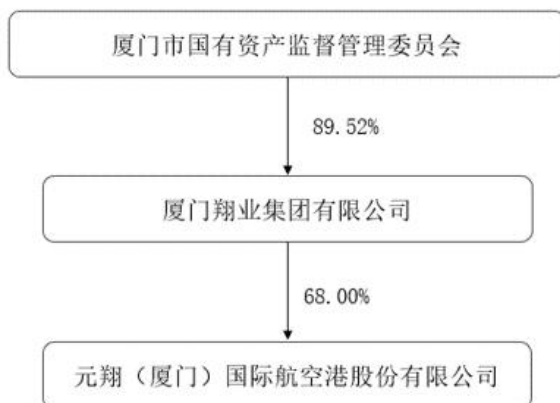 厦门市国有资产监督管理委员会
89.52%
厦门翔业集团有限公司
68.00%
元翔（厦门）国际航空港股份有限公司